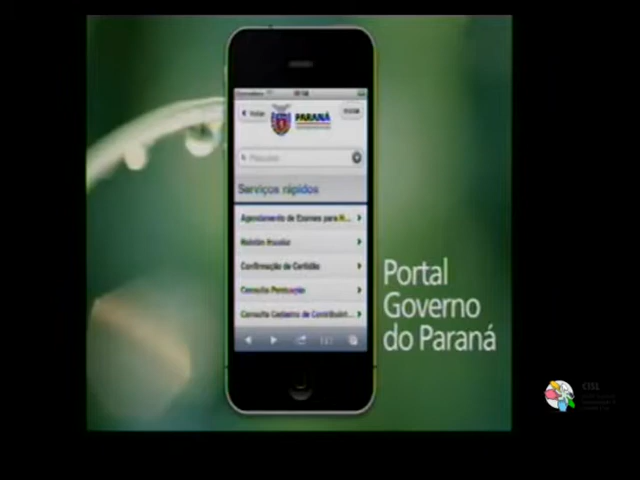 Voltar
PARANÁ
Serviços rápidos
Agendamento de Exames para H...
Boletim Escolar
Confirmação de Certidão
Consulta Pontuação
Consulta Cadastro de Contribuint...
Portal
Governo
do Paraná
CISL